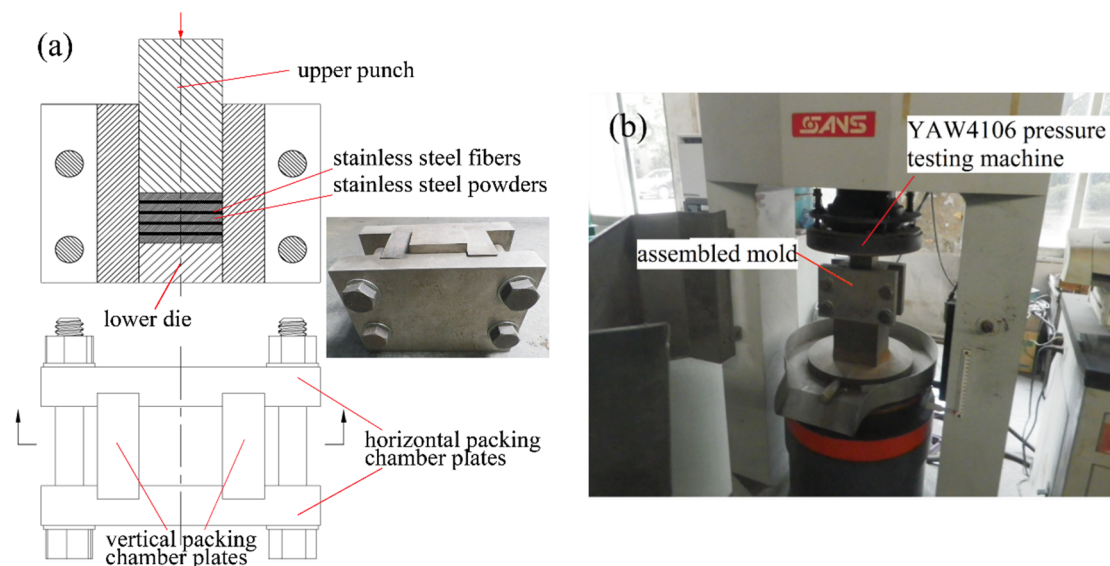 (a)
upper punch
stainless steel fibers
stainless steel powders
lower die
horizontal packing
chamber plates
vertical packing
chamber plates
(b)
SANS
YAW4106 pressure
testing machine
assembled mold